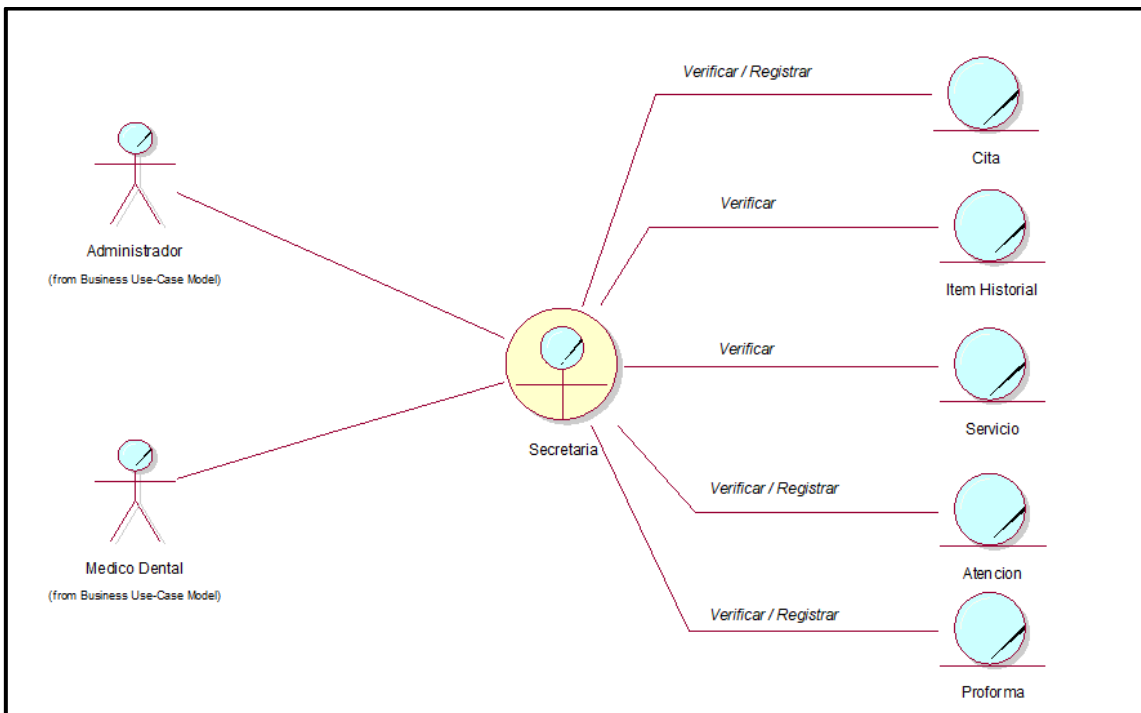 Verificar / Registrar
Cita
Administrador
(from Business Use-Case Model)
Verificar
Item Historial
Verificar
Servicio
Secretaria
Medico Dental
(from Business Use-Case Model)
Verificar / Registrar
Atencion
Verificar / Registrar
Proforma